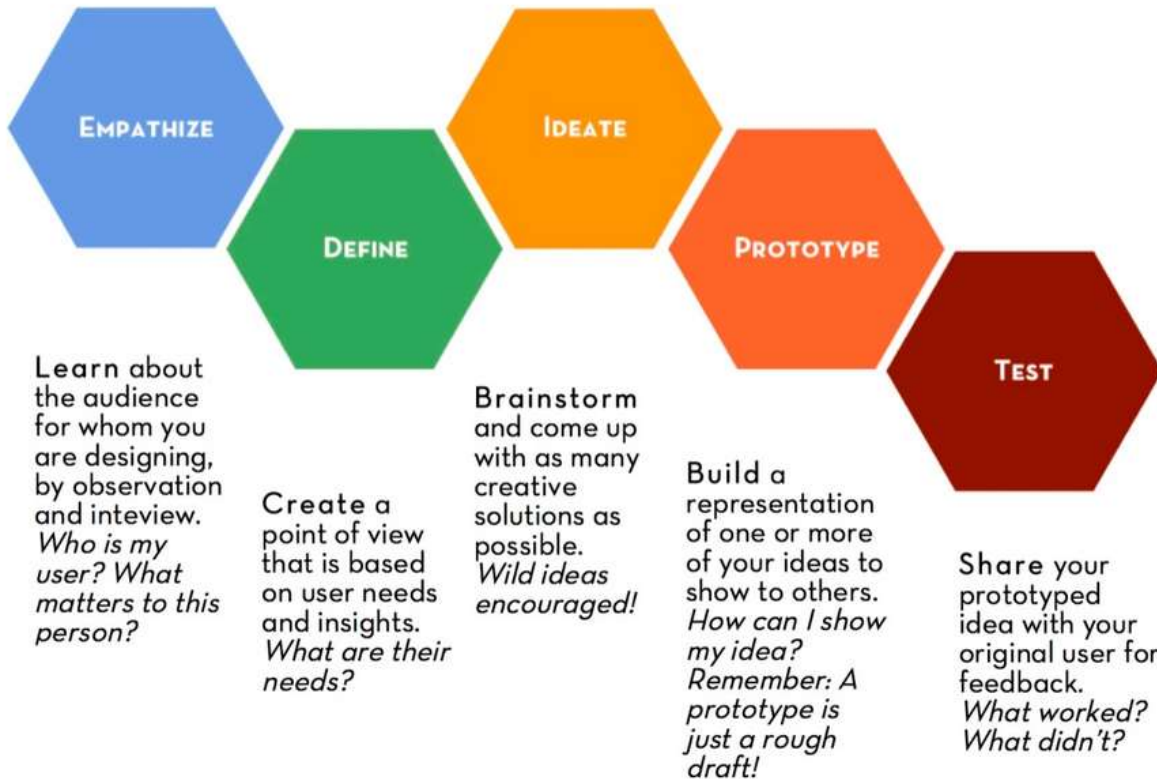 EMPATHIZE
DEFINE
IDEATE
PROTOTYPE
TEST
Learn about
the audience
for whom you
are designing,
by observation
and inteview.
Who is my
user? What
matters to this
person?
Create a
point of view
that is based
on user needs
and insights.
What are their
needs?
Brainstorm
and come up
with as many
creative
solutions as
possible.
Wild ideas
encouraged!
Build a
representation
of one or more
of your ideas to
show to others.
How can I show
my idea?
Remember: A
prototype is
just a rough
draft!
Share your
prototyped
idea with your
original user for
feedback.
What worked?
What didn't?